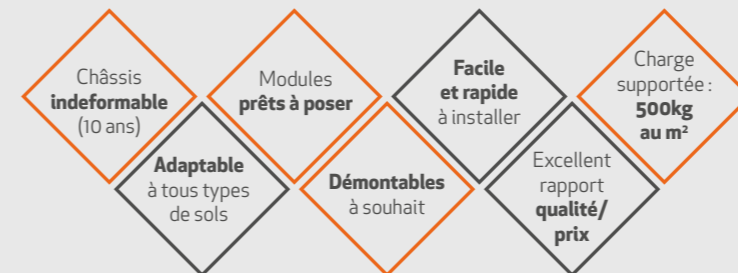 Châssis
indeformable
(10 ans)
Adaptable
à tous types
de sols
Modules
prêts à poser
Démontables
à souhait
Facile
et rapide
à installer
Excellent
rapport
qualité/
prix
Charge
supportée :
500kg
au m²